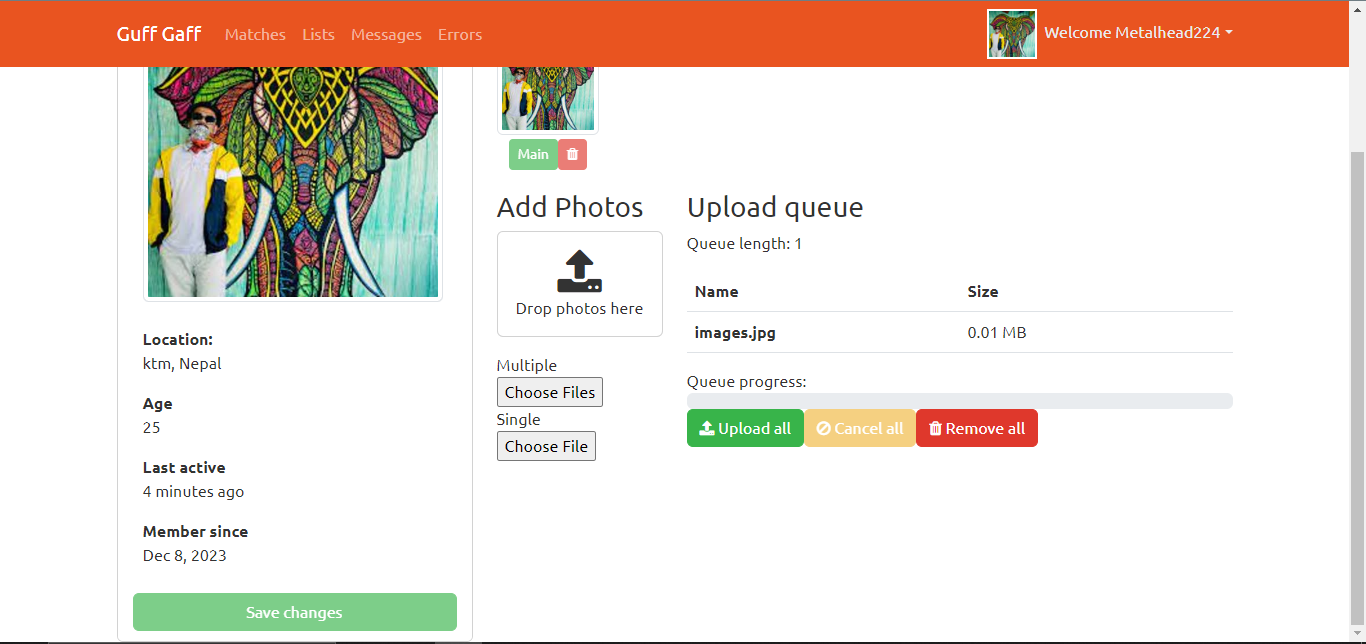 Guff Gaff Matches Lists Messages Errors Welcome Metalhead224
Main
Add Photos
Drop photos here
Multiple
Choose Files
Single
Choose File
Upload queue
Queue length: 1
Name Size
images.jpg 0.01 MB
Queue progress:
Upload all Cancel all Remove all
Location:
ktm, Nepal
Age
25
Last active
4 minutes ago
Member since
Dec 8, 2023
Save changes